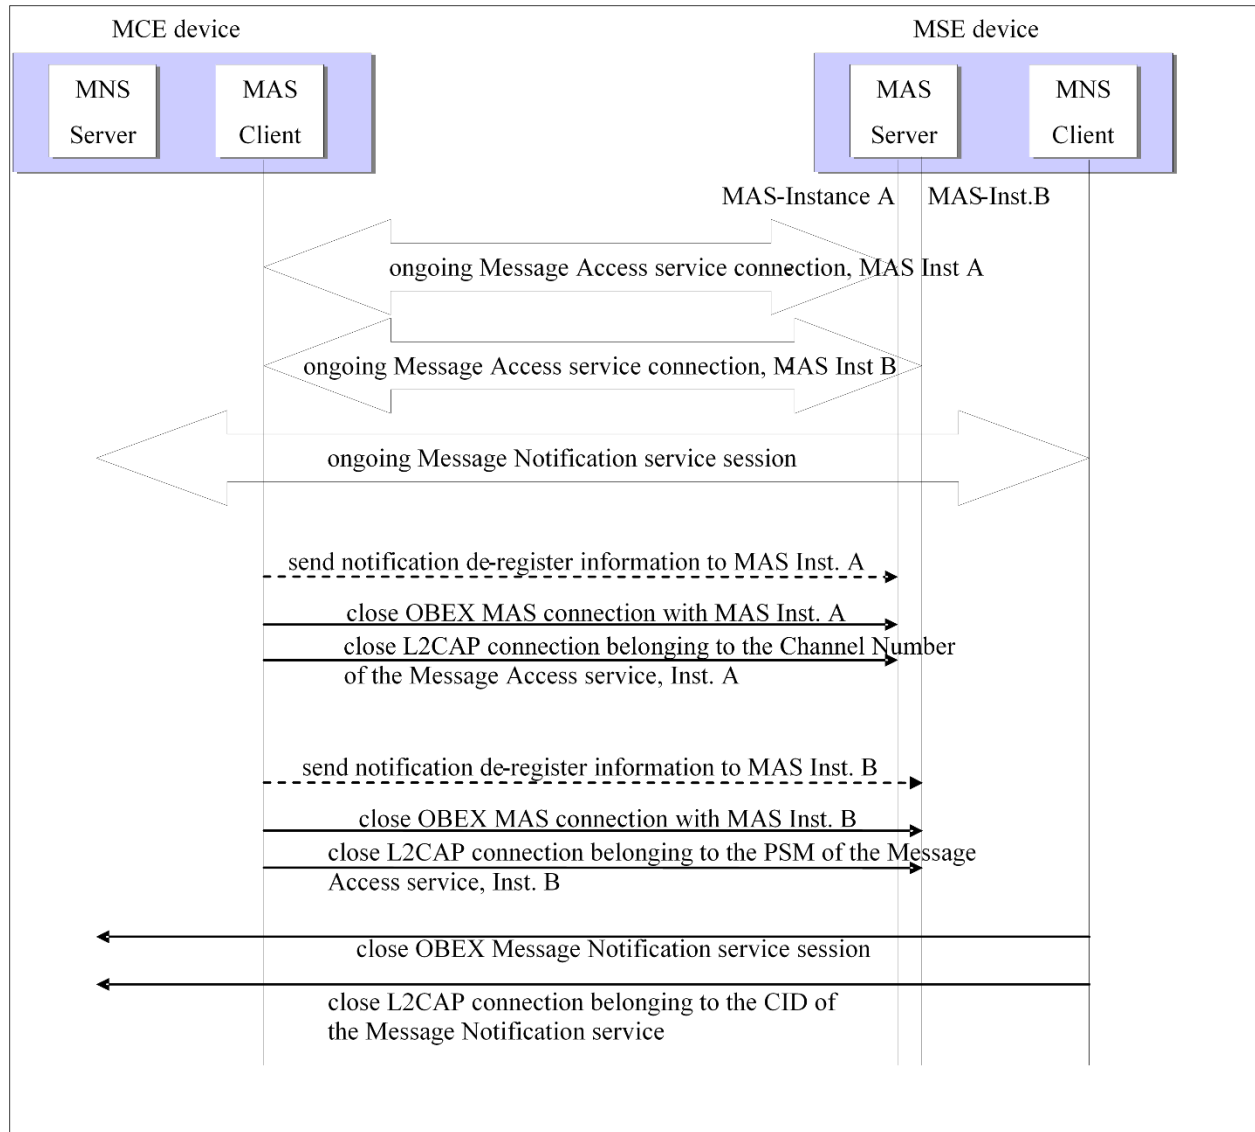 MCE device
MSE device
MNS
Server
MAS
Client
MAS
Server
MNS
Client
MAS-Instance A
MAS-Inst.B
ongoing Message Access service connection, MAS Inst A
ongoing Message Access service connection, MAS Inst B
ongoing Message Notification service session
send notification de-register information to MAS Inst. A
close OBEX MAS connection with MAS Inst. A
close L2CAP connection belonging to the Channel Number
of the Message Access service, Inst. A
send notification de-register information to MAS Inst. B
close OBEX MAS connection with MAS Inst. B
close L2CAP connection belonging to the PSM of the Message
Access service, Inst. B
close OBEX Message Notification service session
close L2CAP connection belonging to the CID of
the Message Notification service